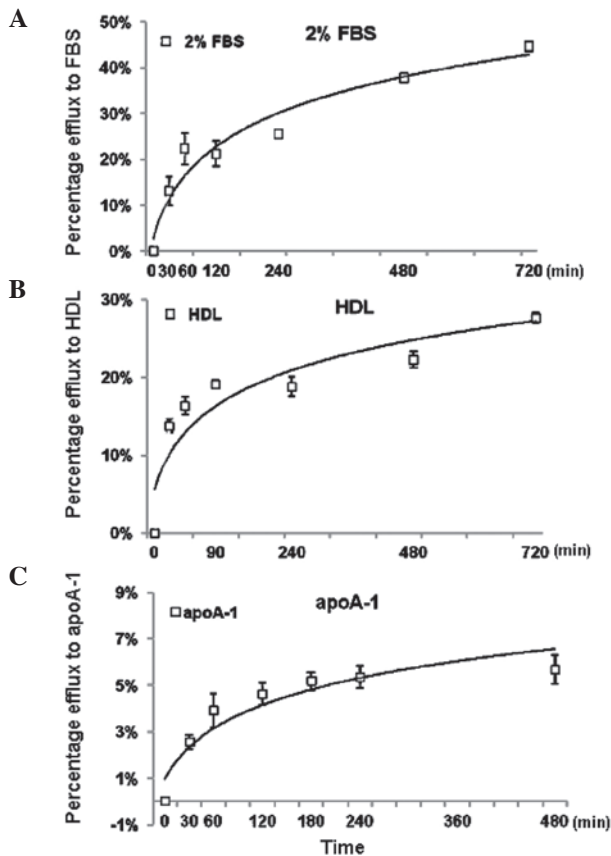 A
Percentage efflux to FBS
50%
40%
30%
20%
10%
0%
2% FBS
2% FBS
0 30 60 120 240 480 720 (min)
B
Percentage efflux to HDL
30%
20%
10%
0%
HDL
HDL
0 90 240 480 720 (min)
C
Percentage efflux to apoA-1
9%
7%
5%
3%
1%
-1%
apoA-1
apoA-1
0 30 60 120 180 240 360 480 (min)
Time